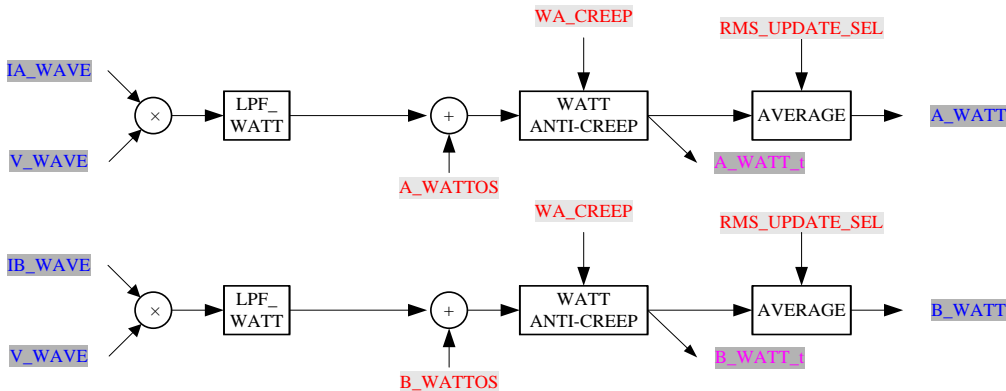 WA_CREEP
RMS_UPDATE_SEL
IA_WAVE
LPF_
WATT
WATT
ANTI-CREEP
AVERAGE
×
+
A_WATT
V_WAVE
A_WATT_t
A_WATTOS
WA_CREEP
RMS_UPDATE_SEL
IB_WAVE
LPF_
WATT
WATT
ANTI-CREEP
AVERAGE
×
+
B_WATT
V_WAVE
B_WATT_t
B_WATTOS